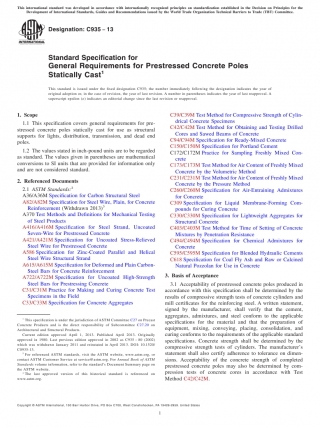 This international standard was developed in accordance with internationally recognized principles on standardization established in the Decision on Principles for the
Development of International Standards, Guides and Recommendations issued by the World Trade Organization Technical Barriers to Trade (TBT) Committee.
Designation: C935 − 13
INTERNATIONAL
Standard Specification for
General Requirements for Prestressed Concrete Poles
Statically Cast¹
This standard is issued under the fixed designation C935; the number immediately following the designation indicates the year of
original adoption or, in the case of revision, the year of last revision. A number in parentheses indicates the year of last reapproval. A
superscript epsilon (ε) indicates an editorial change since the last revision or reapproval.
1. Scope
1.1 This specification covers general requirements for pre-
stressed concrete poles statically cast for use as structural
supports for lights, distribution, transmission, and dead end
poles.
1.2 The values stated in inch-pound units are to be regarded
as standard. The values given in parentheses are mathematical
conversions to SI units that are provided for information only
and are not considered standard.
2. Referenced Documents
2.1 ASTM Standards:²
A36/A36M Specification for Carbon Structural Steel
A82/A82M Specification for Steel Wire, Plain, for Concrete
Reinforcement (Withdrawn 2013)³
A370 Test Methods and Definitions for Mechanical Testing
of Steel Products
A416/A416M Specification for Steel Strand, Uncoated
Seven-Wire for Prestressed Concrete
A421/A421M Specification for Uncoated Stress-Relieved
Steel Wire for Prestressed Concrete
A586 Specification for Zinc-Coated Parallel and Helical
Steel Wire Structural Strand
A615/A615M Specification for Deformed and Plain Carbon-
Steel Bars for Concrete Reinforcement
A722/A722M Specification for Uncoated High-Strength
Steel Bars for Prestressing Concrete
C31/C31M Practice for Making and Curing Concrete Test
Specimens in the Field
C33/C33M Specification for Concrete Aggregates
¹ This specification is under the jurisdiction of ASTM Committee C27 on Precast
Concrete Products and is the direct responsibility of Subcommittee C27.20 on
Architectural and Structural Products.
Current edition approved April 1, 2013. Published April 2013. Originally
approved in 1980. Last previous edition approved in
which was withdrawn January 2011 and reinstated in April 2013. DOI: 10.1520/
C0935-13.
² For referenced ASTM standards, visit the ASTM website, www.astm.org, or
contact ASTM Customer Service at service@astm.org. For Annual Book of ASTM
Standards volume information, refer to the standard's Document Summary page on
the ASTM website.
³ The last approved version of this historical standard is referenced on
www.astm.org.
C39/C39M Test Method for Compressive Strength of Cylin-
drical Concrete Specimens
C42/C42M Test Method for Obtaining and Testing Drilled
Cores and Sawed Beams of Concrete
C94/C94M Specification for Ready-Mixed Concrete
C150/C150M Specification for Portland Cement
C172/C172M Practice for Sampling Freshly Mixed Con-
crete
C173/C173M Test Method for Air Content of Freshly Mixed
Concrete by the Volumetric Method
C231/C231M Test Method for Air Content of Freshly Mixed
Concrete by the Pressure Method
C260/C260M Specification for Air-Entraining Admixtures
for Concrete
C309 Specification for Liquid Membrane-Forming Com-
pounds for Curing Concrete
C330/C330M Specification for Lightweight Aggregates for
Structural Concrete
C403/C403M Test Method for Time of Setting of Concrete
Mixtures by Penetration Resistance
C494/C494M Specification for Chemical Admixtures for
Concrete
C595/C595M Specification for Blended Hydraulic Cements
C618 Specification for Coal Fly Ash and Raw or Calcined
Natural Pozzolan for Use in Concrete
3. Basis of Acceptance
3.1 Acceptability of prestressed concrete poles produced in
accordance with this specification shall be determined by the
results of compressive strength tests of concrete cylinders and
mill certificates for the reinforcing steel. A written statement,
signed by the manufacturer, shall verify that the cement,
aggregates, admixtures, and steel conform to the applicable
specifications for the material and that the preparation of
equipment, mixing, conveying, placing, consolidation, and
curing conforms to the requirements of the applicable standard
specifications. Concrete strength shall be determined by the
compressive strength tests of cylinders. The manufacturer's
statement shall also certify adherence to tolerance on dimen-
sions. Acceptability of the concrete strength of completed
prestressed concrete poles may also be determined by com-
pression tests of concrete cores in accordance with Test
Method C42/C42M.
Copyright © ASTM International, 100 Barr Harbor Drive, PO Box C700, West Conshohocken, PA 19428-2959. United States
1